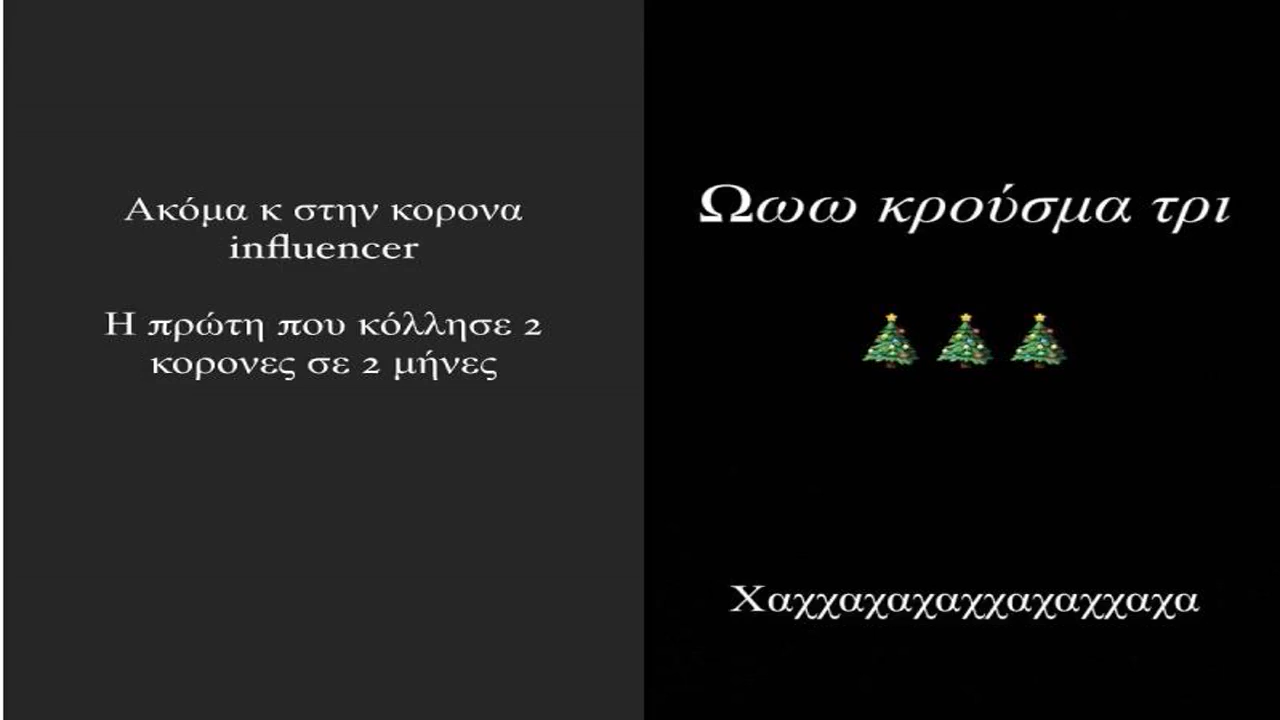 Ακόμα κ στην κορονα
influencer
Η πρώτη που κόλλησε 2
κορονες σε 2 μήνες
Ωωω κρούσμα τρι
🎄🎄🎄
Χαχχαχαχαχχαχαχχαχα